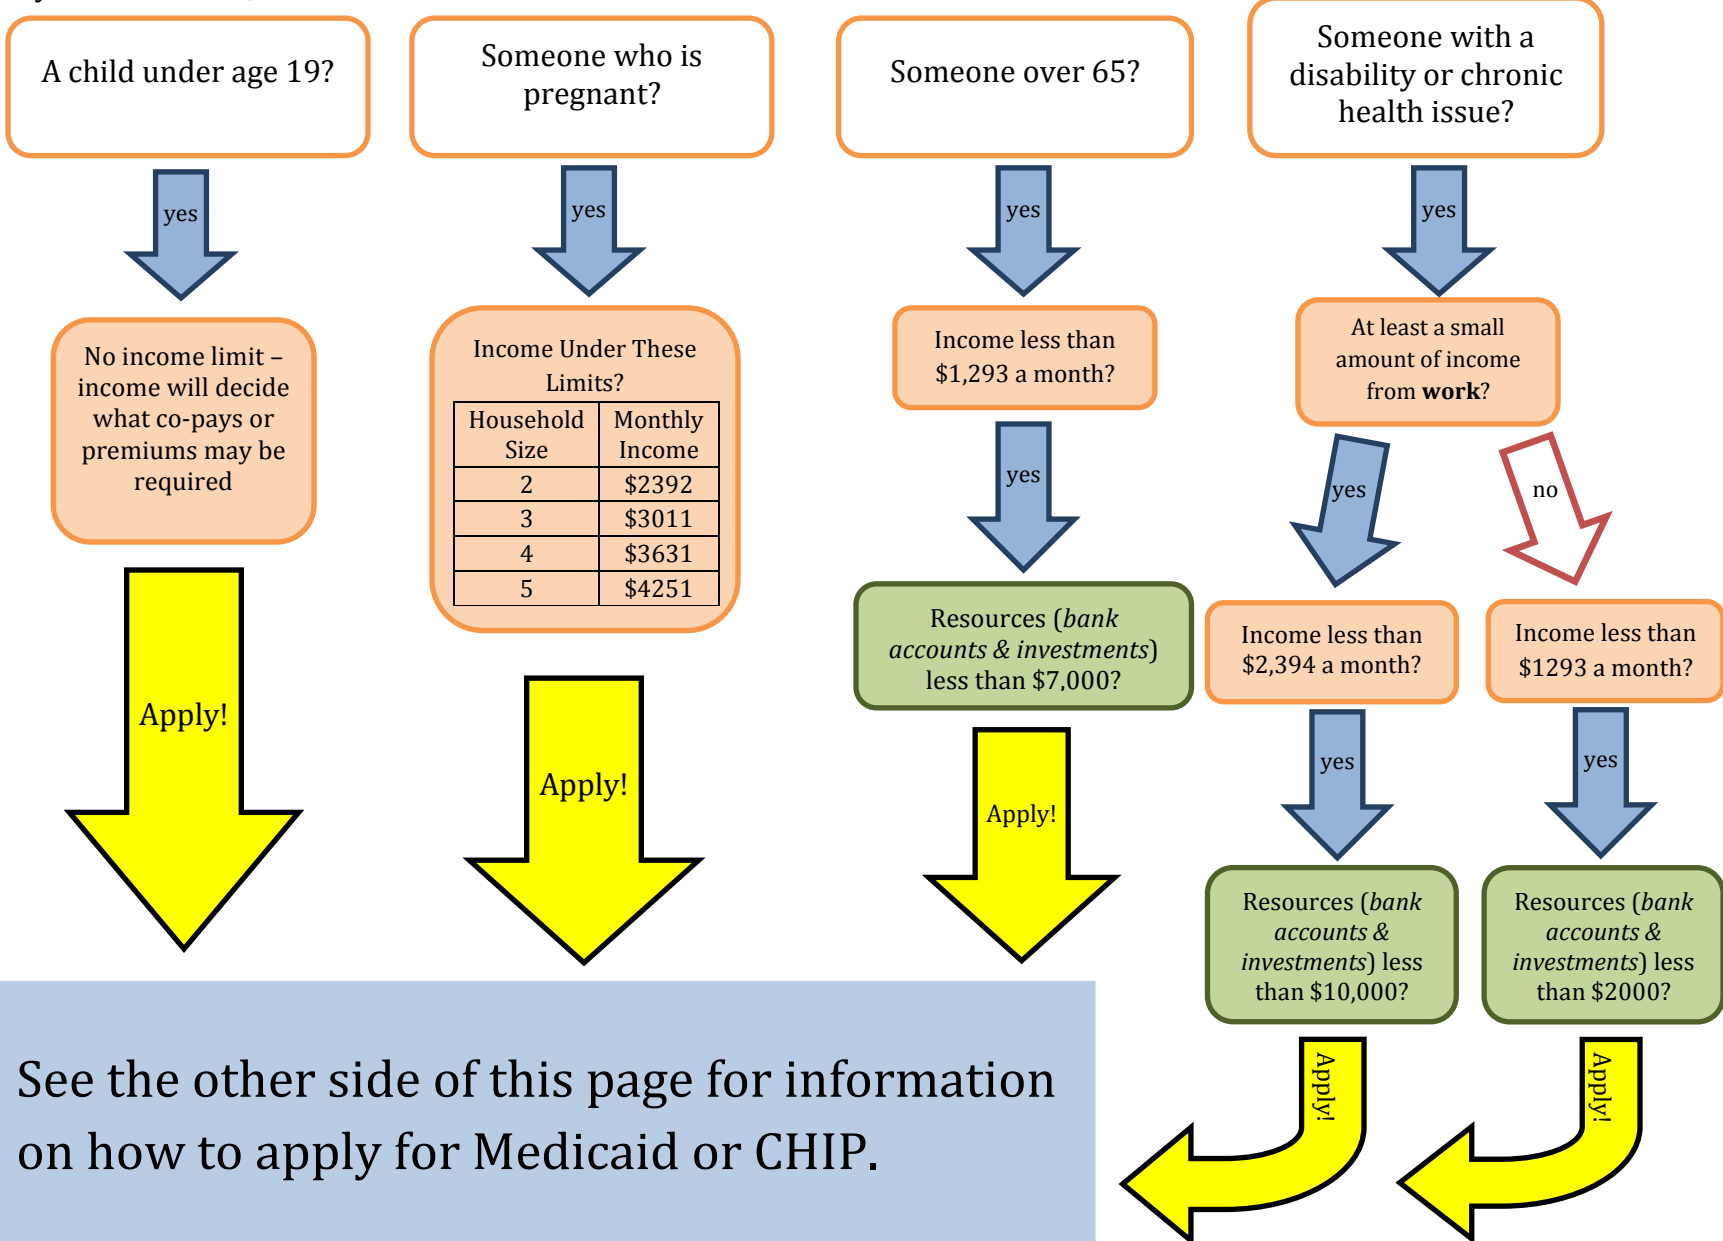 A child under age 19?
Someone who is
pregnant?
Someone over 65?
Someone with a
disability or chronic
health issue?
yes
yes
yes
yes
No income limit –
income will decide
what co-pays or
premiums may be
required
Income Under These
Limits?
Household Size Monthly Income
2 $2392
3 $3011
4 $3631
5 $4251
Income less than
$1,293 a month?
At least a small
amount of income
from work?
yes
yes
no
Resources (bank
accounts & investments)
less than $7,000?
Income less than
$2,394 a month?
Income less than
$1293 a month?
Apply!
Apply!
Apply!
yes
yes
Resources (bank
accounts &
investments) less
than $10,000?
Resources (bank
accounts &
investments) less
than $2000?
Apply!
Apply!
See the other side of this page for information
on how to apply for Medicaid or CHIP.